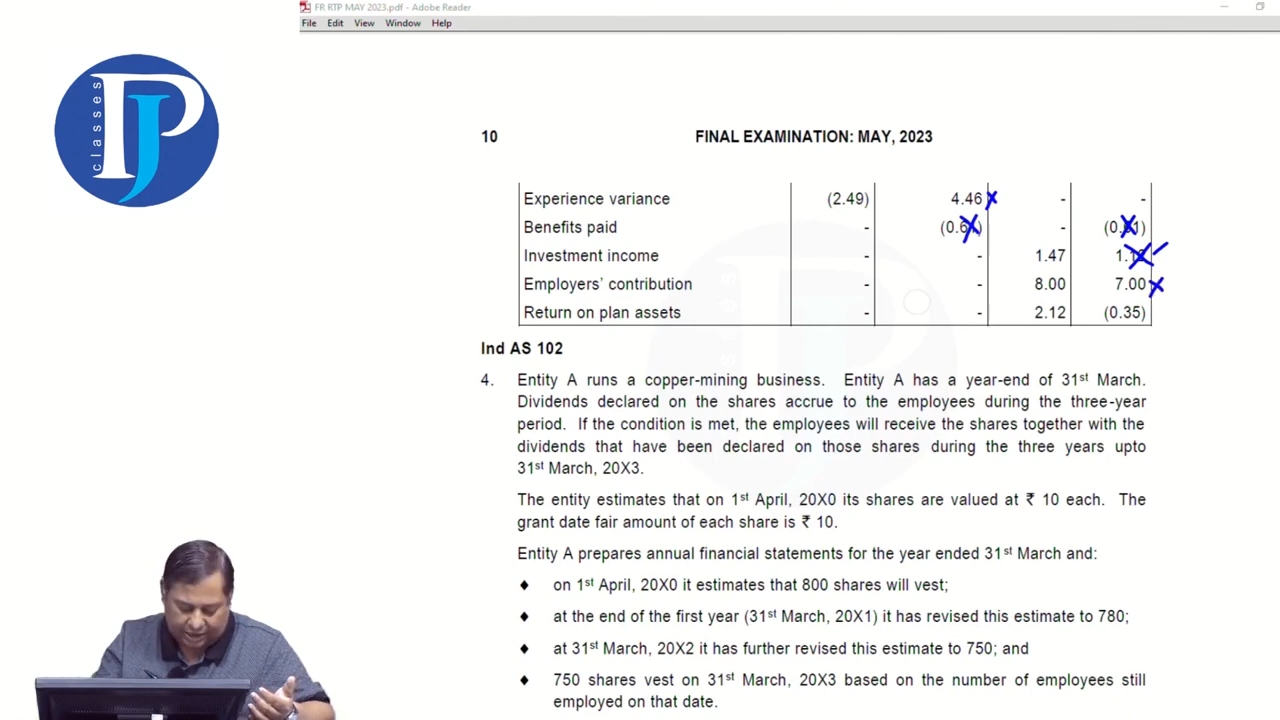 FR RTP MAY 2023.pdf - Adobe Reader
File Edit View Window Help
classes
PJ
10 FINAL EXAMINATION: MAY, 2023
Experience variance (2.49) 4.46 - -
Benefits paid - -
Investment income - - 1.47
Employers' contribution - - 8.00 7.00
Return on plan assets - - 2.12 (0.35)
Ind AS 102
4. Entity A runs a copper-mining business. Entity A has a year-end of 31st March.
Dividends declared on the shares accrue to the employees during the three-year
period. If the condition is met, the employees will receive the shares together with the
dividends that have been declared on those shares during the three years upto
31st March, 20X3.
The entity estimates that on 1st April, 20X0 its shares are valued at ₹ 10 each. The
grant date fair amount of each share is ₹ 10.
Entity A prepares annual financial statements for the year ended 31st March and:
♦ on 1st April, 20X0 it estimates that 800 shares will vest;
♦ at the end of the first year (31st March, 20X1) it has revised this estimate to 780;
♦ at 31st March, 20X2 it has further revised this estimate to 750; and
♦ 750 shares vest on 31st March, 20X3 based on the number of employees still
employed on that date.